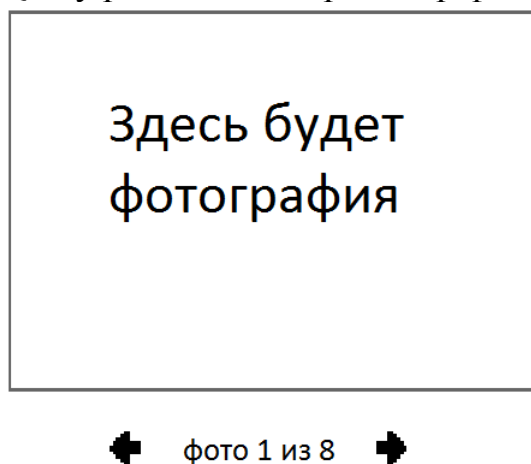 Здесь будет
фотография
фото 1 из 8